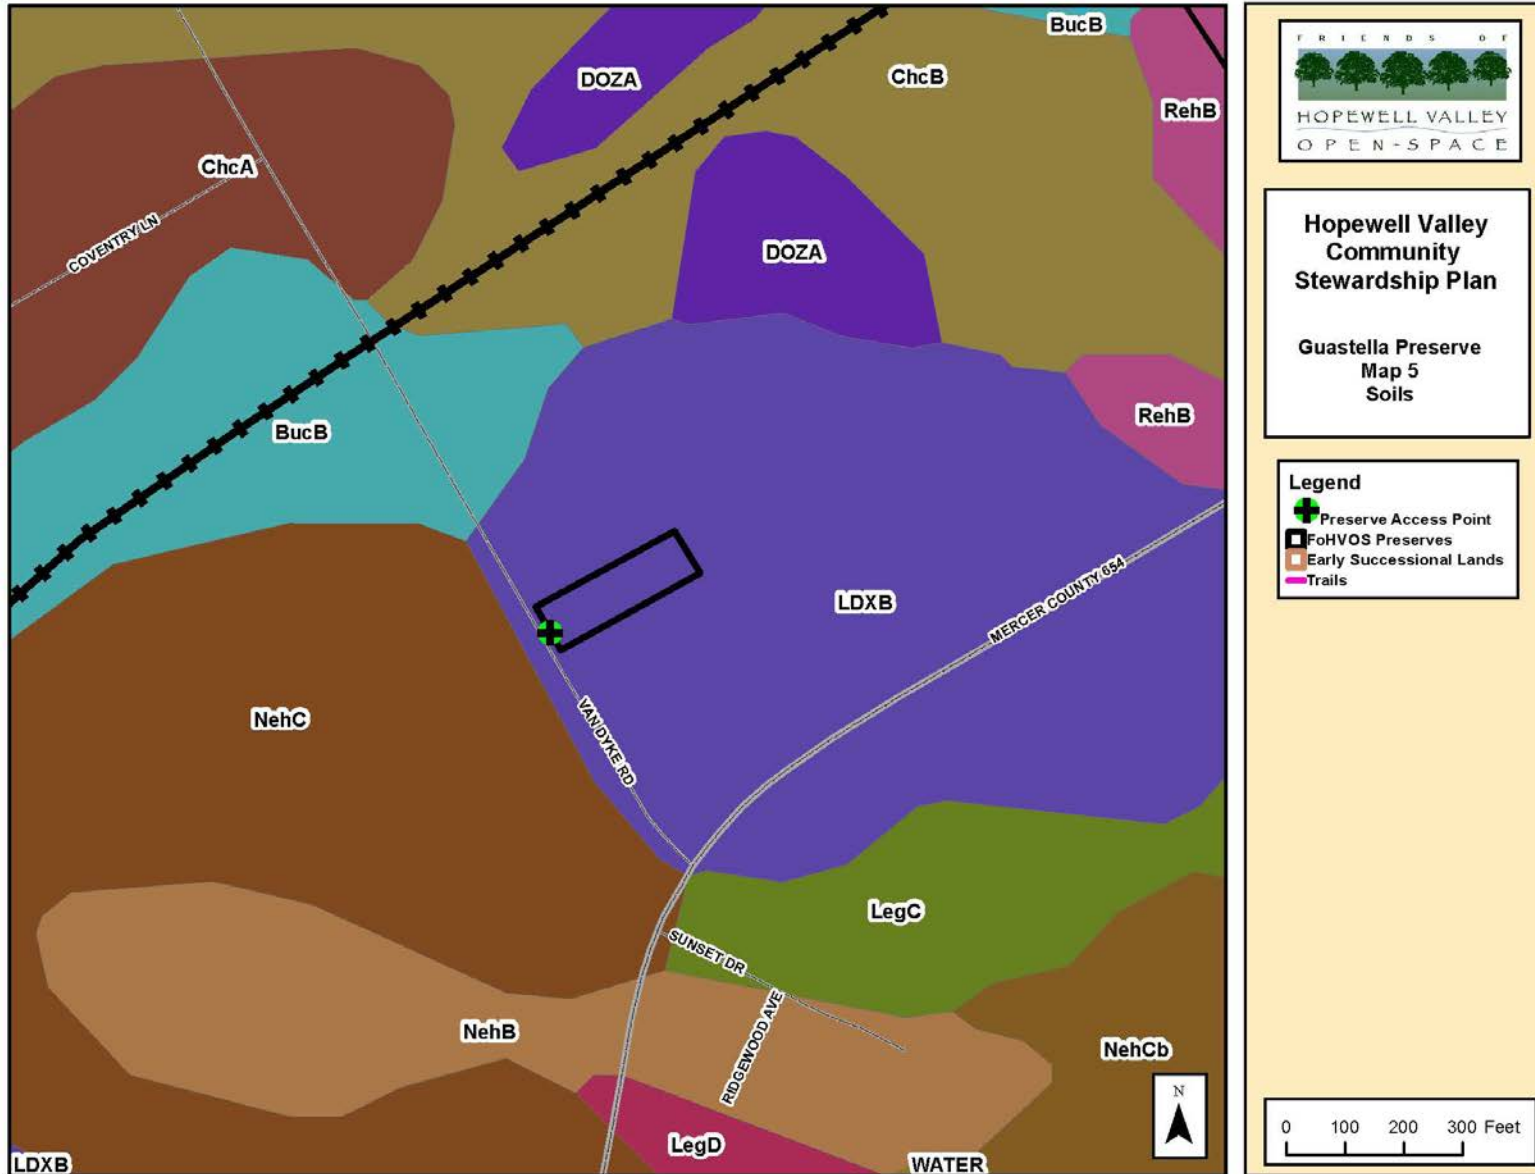 BucB
DOZA
ChcB
RehB
ChcA
COVENTRY LN
DOZA
RehB
BucB
LDXB
MERCER COUNTY 654
NehC
VAN DYKE RD
LegC
SUNSET DR
RIDGEWOOD AVE
NehB
NehCb
LegD
LDXB
WATER
N
FRIENDS OF
HOPEWELL VALLEY
OPEN-SPACE
Hopewell Valley
Community
Stewardship Plan
Guastella Preserve
Map 5
Soils
Legend
Preserve Access Point
FoHVOS Preserves
Early Successional Lands
Trails
0 100 200 300 Feet